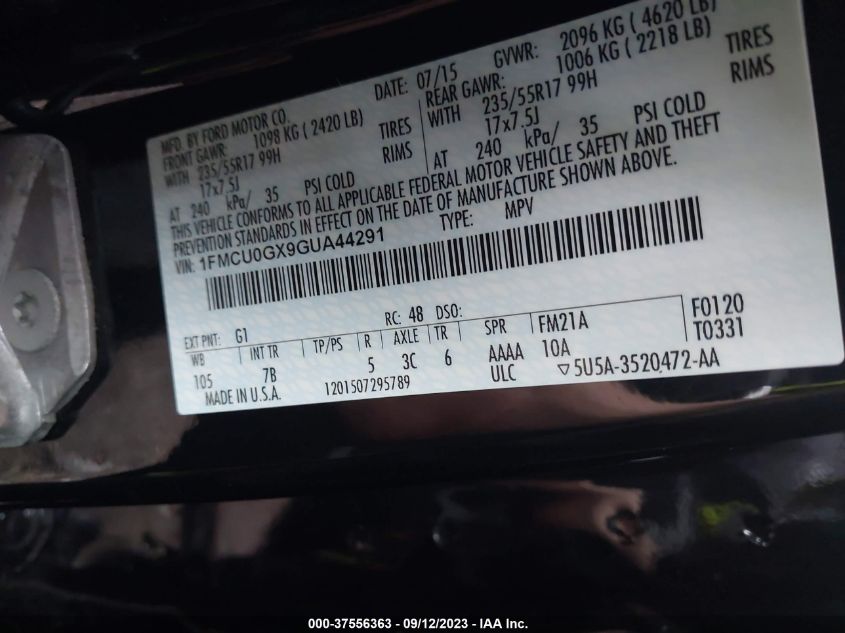 MFD. BY FORD MOTOR CO. DATE: 07/15 GVWR: 2096 KG ( 4620 LB)
FRONT GAWR: 1098 KG ( 2420 LB) REAR GAWR: 1006 KG ( 2218 LB)
WITH 235/55R17 99H TIRES WITH 235/55R17 99H TIRES
17x7.5J RIMS 17x7.5J RIMS
AT 240 kPa/ 35 PSI COLD AT 240 kPa/ 35 PSI COLD
THIS VEHICLE CONFORMS TO ALL APPLICABLE FEDERAL MOTOR VEHICLE SAFETY AND THEFT
PREVENTION STANDARDS IN EFFECT ON THE DATE OF MANUFACTURE SHOWN ABOVE.
VIN: 1FMCU0GX9GUA44291 TYPE: MPV
EXT PNT: G1 RC: 48 DSO:
WB INT TR TP/PS R AXLE TR SPR FM21A F0120
105 7B 5 3C 6 AAAA 10A T0331
MADE IN U.S.A. 1201507295789 ULC ▽5U5A-3520472-AA
000-37556363 - 09/12/2023 - IAA Inc.